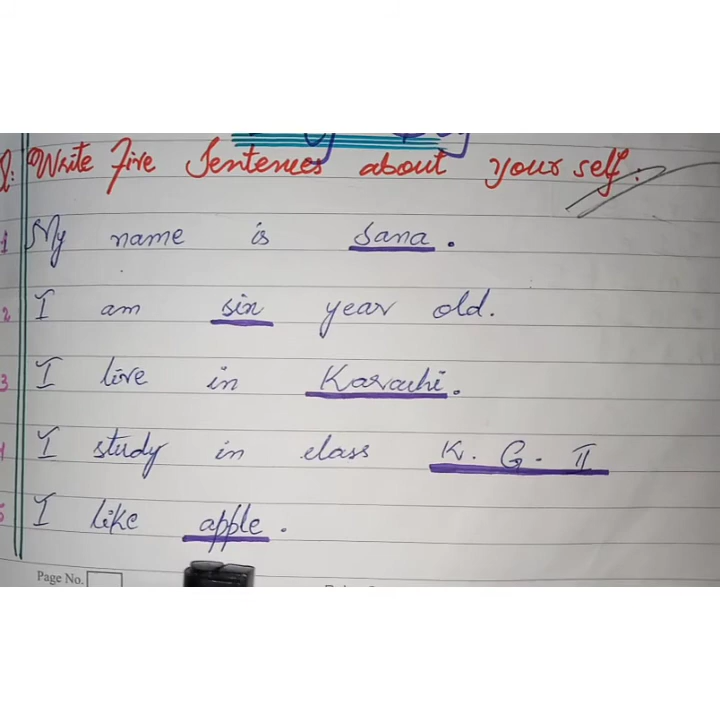 Q: Write Five Sentences about your self.
1 My name is Sana.
2 I am six year old.
3 I live in Karachi.
4 I study in class K. G. II
5 I like apple.
Page No.